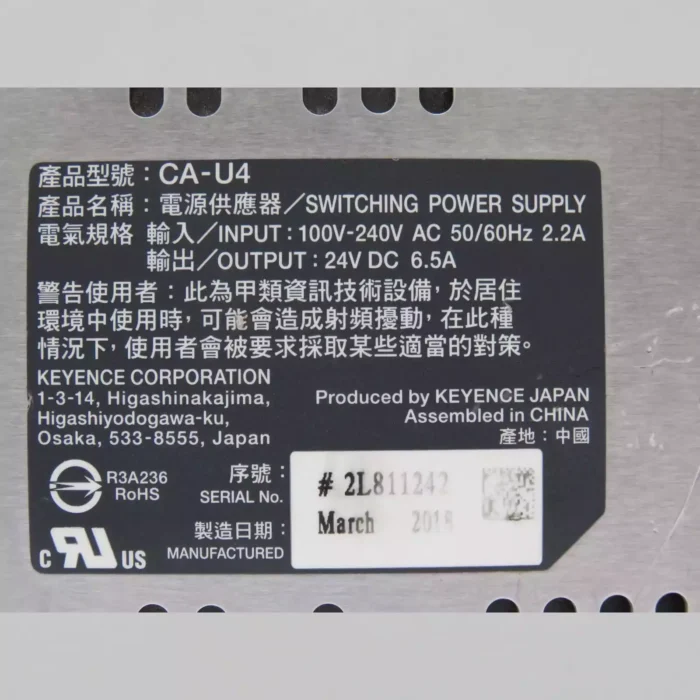 產品型號：CA-U4
產品名稱：電源供應器／SWITCHING POWER SUPPLY
電氣規格 輸入／INPUT：100V-240V AC 50/60Hz 2.2A
輸出／OUTPUT：24V DC 6.5A
警告使用者：此為甲類資訊技術設備，於居住
環境中使用時，可能會造成射頻擾動，在此種
情況下，使用者會被要求採取某些適當的對策。
KEYENCE CORPORATION
1-3-14, Higashinakajima,
Higashiyodogawa-ku,
Osaka, 533-8555, Japan
Produced by KEYENCE JAPAN
Assembled in CHINA
產地：中國
R3A236
RoHS
序號：
SERIAL No.
# 2L811242
製造日期：
MANUFACTURED
March 2018
C RU US